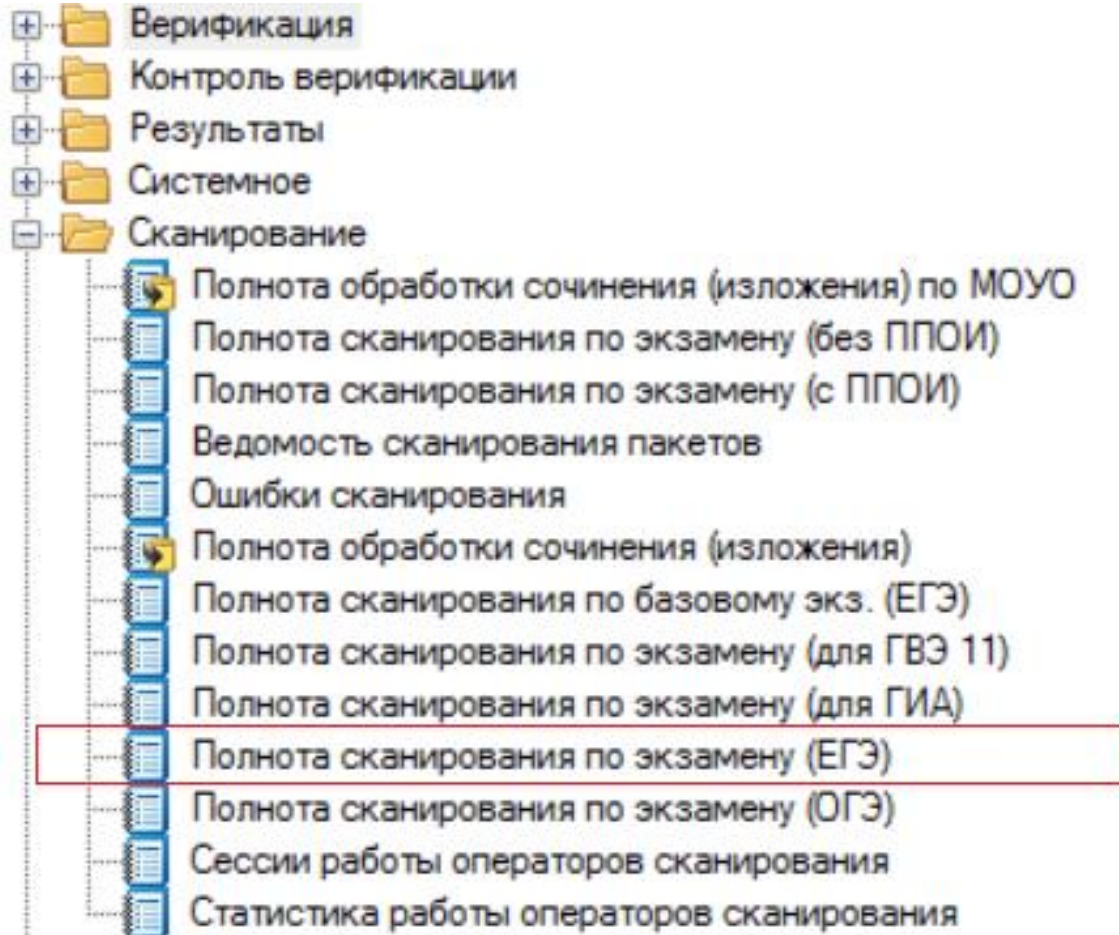 Верификация
Контроль верификации
Результаты
Системное
Сканирование
Полнота обработки сочинения (изложения) по МОУО
Полнота сканирования по экзамену (без ППОИ)
Полнота сканирования по экзамену (с ППОИ)
Ведомость сканирования пакетов
Ошибки сканирования
Полнота обработки сочинения (изложения)
Полнота сканирования по базовому экз. (ЕГЭ)
Полнота сканирования по экзамену (для ГВЭ 11)
Полнота сканирования по экзамену (для ГИА)
Полнота сканирования по экзамену (ЕГЭ)
Полнота сканирования по экзамену (ОГЭ)
Сессии работы операторов сканирования
Статистика работы операторов сканирования